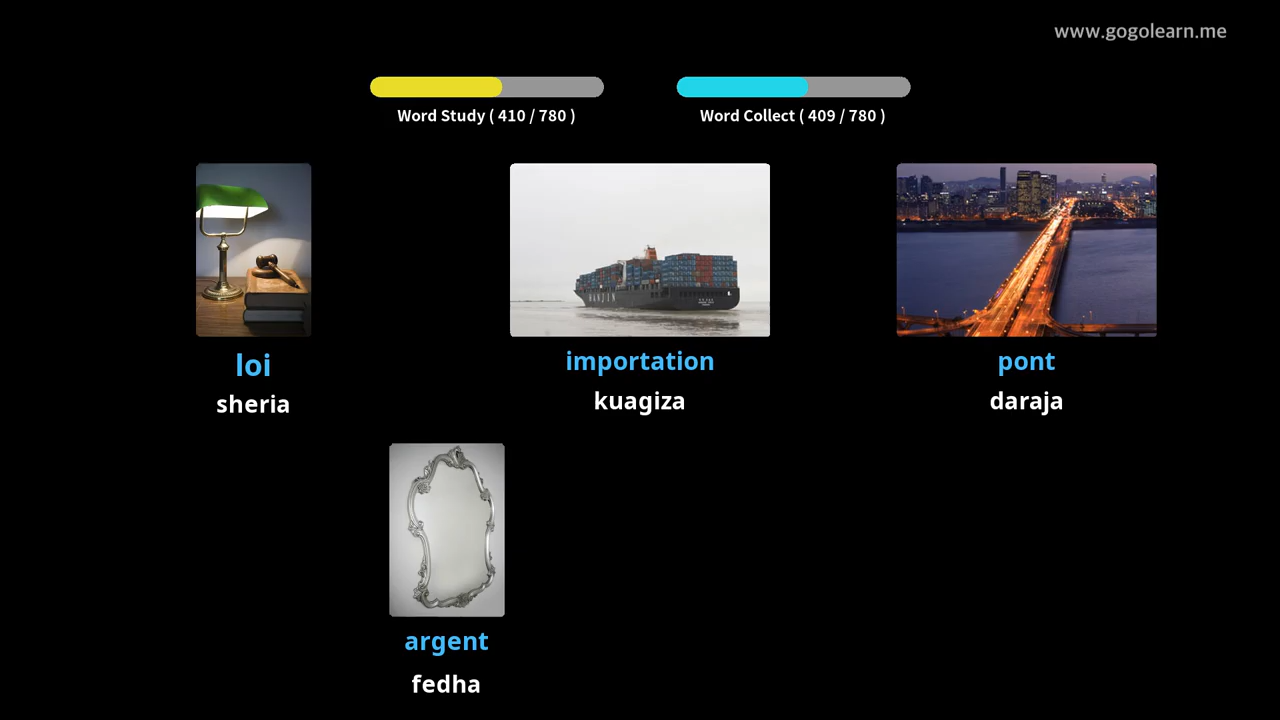 www.gogolearn.me
Word Study ( 410 / 780 )
Word Collect ( 409 / 780 )
HANJIN
loi
importation
pont
sheria
kuagiza
daraja
argent
fedha